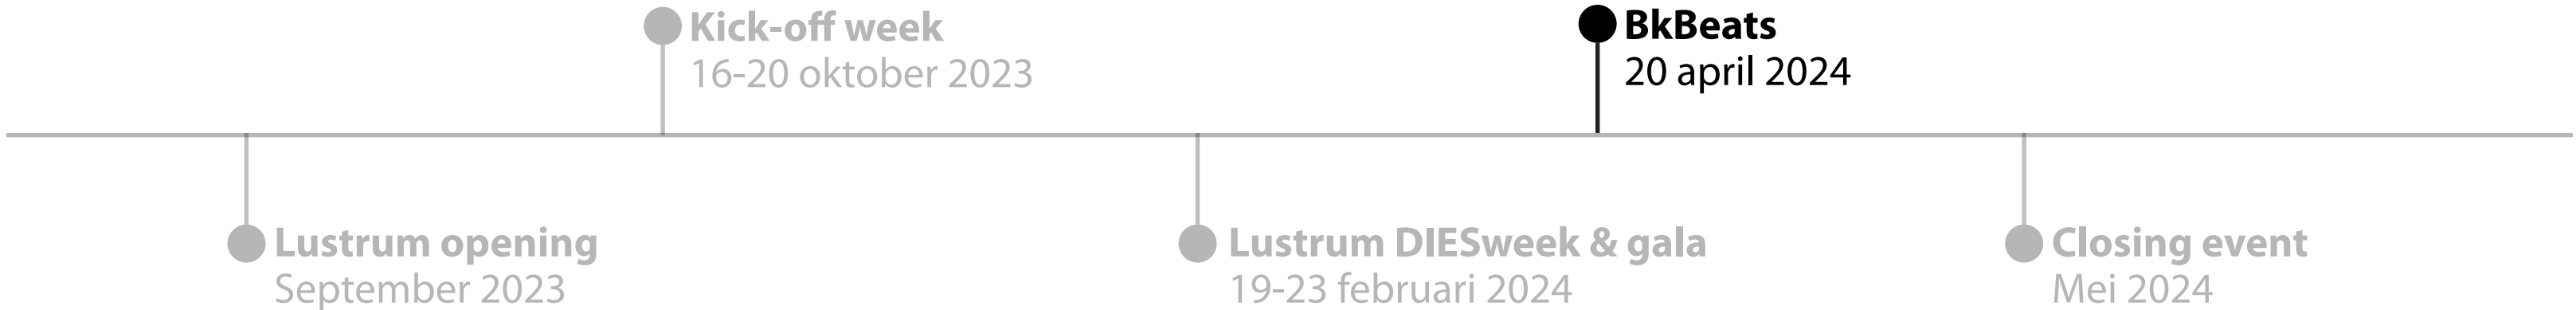 Kick-off week
16-20 oktober 2023
BkBeats
20 april 2024
Lustrum opening
September 2023
Lustrum DIESweek & gala
19-23 februari 2024
Closing event
Mei 2024